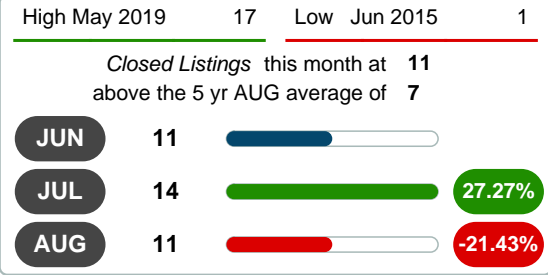 High May 2019 17 Low Jun 2015 1
Closed Listings this month at 11
above the 5 yr AUG average of 7
JUN 11
JUL 14 27.27%
AUG 11 -21.43%